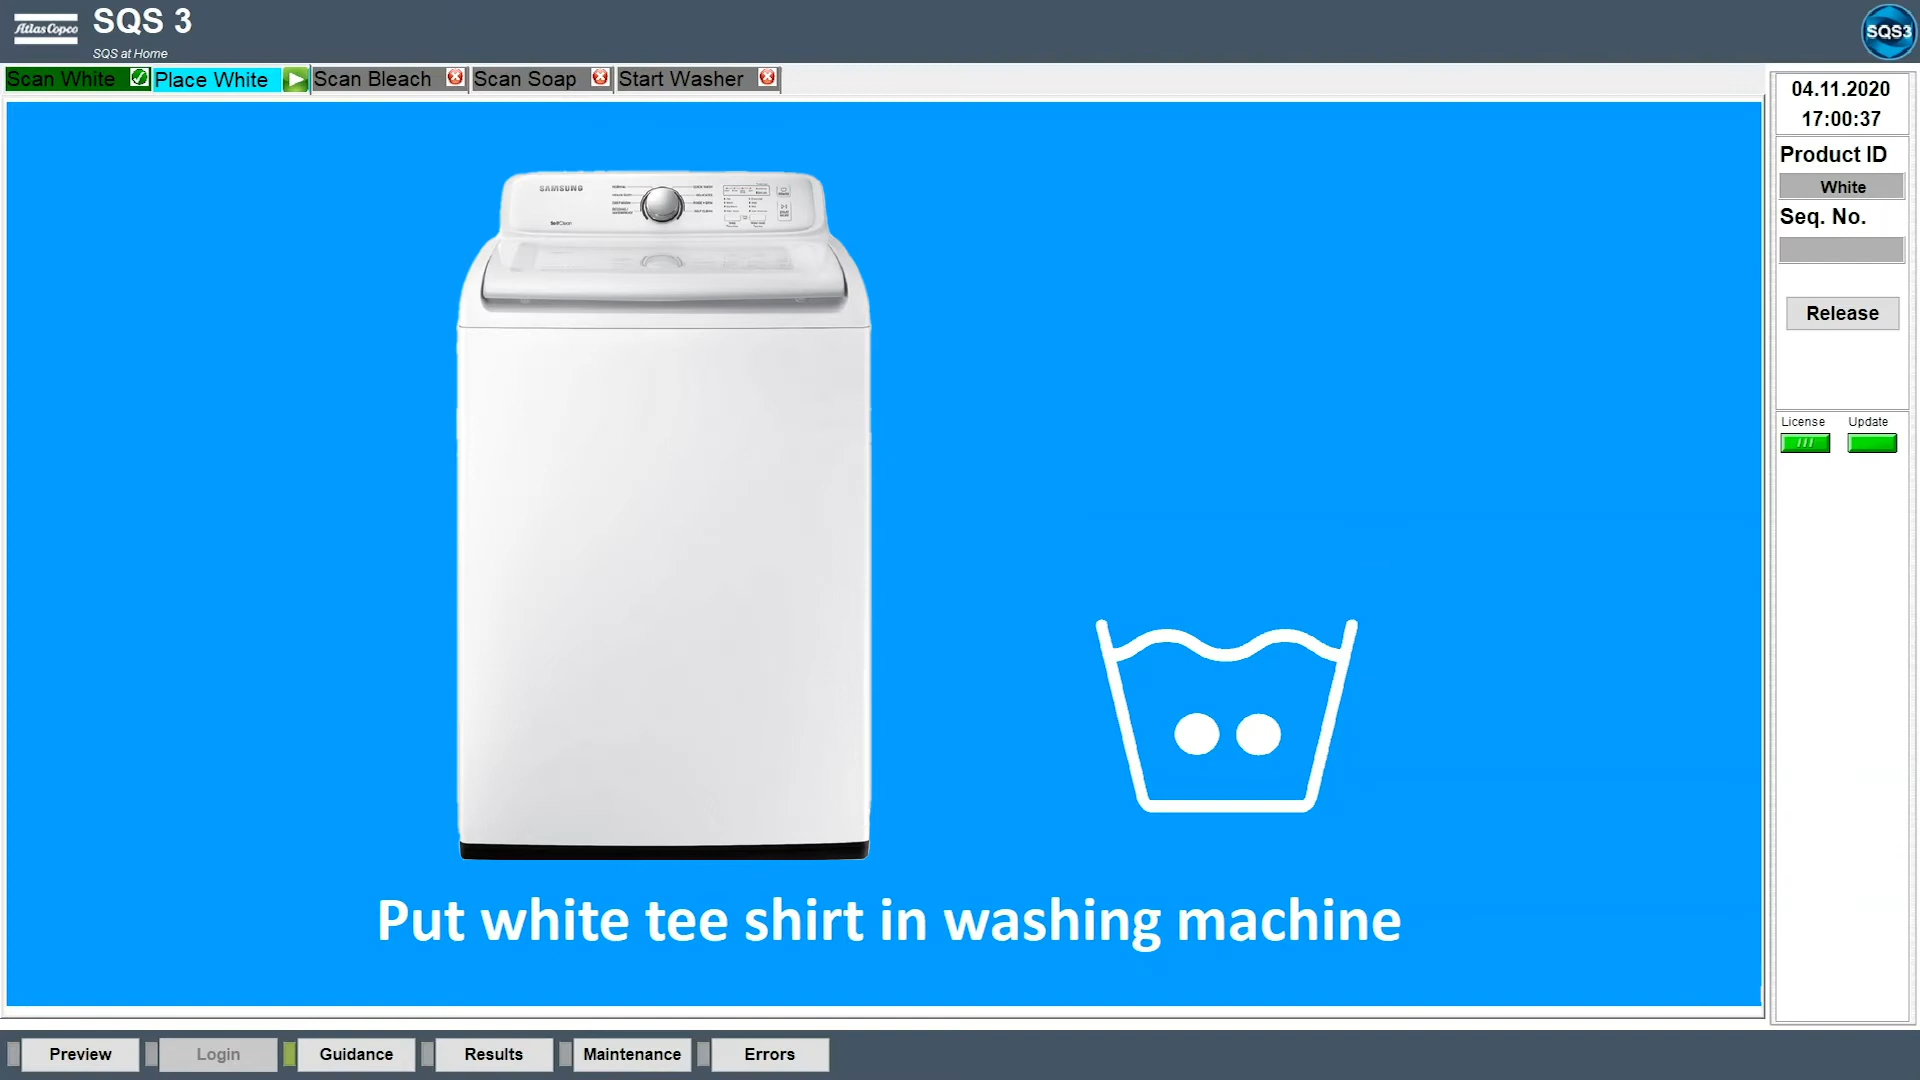 Atlas Copco
SQS 3
SQS at Home
SQS3
Scan White
Place White
Scan Bleach
Scan Soap
Start Washer
04.11.2020
17:00:37
Product ID
White
Seq. No.
Release
License
Update
SAMSUNG
Put white tee shirt in washing machine
Preview
Login
Guidance
Results
Maintenance
Errors